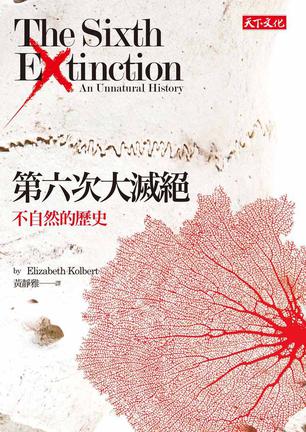 天下文化
The Sixth
Extinction
An Unnatural History
第六次大滅絕
不自然的歷史
by Elizabeth Kolbert
黃靜雅——譯